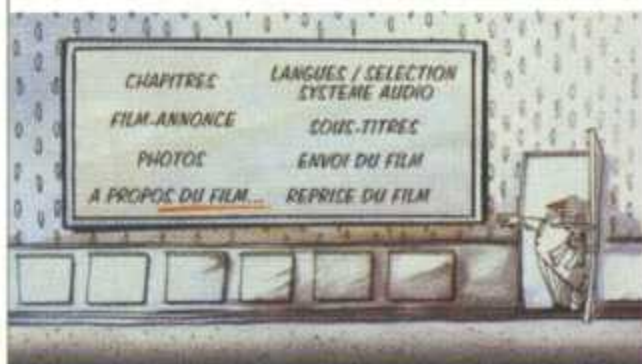 CHAPITRES
FILM-ANNONCE
PHOTOS
A PROPOS DU FILM...
LANGUES / SELECTION
SYSTEME AUDIO
SOUS-TITRES
ENVOI DU FILM
REPRISE DU FILM